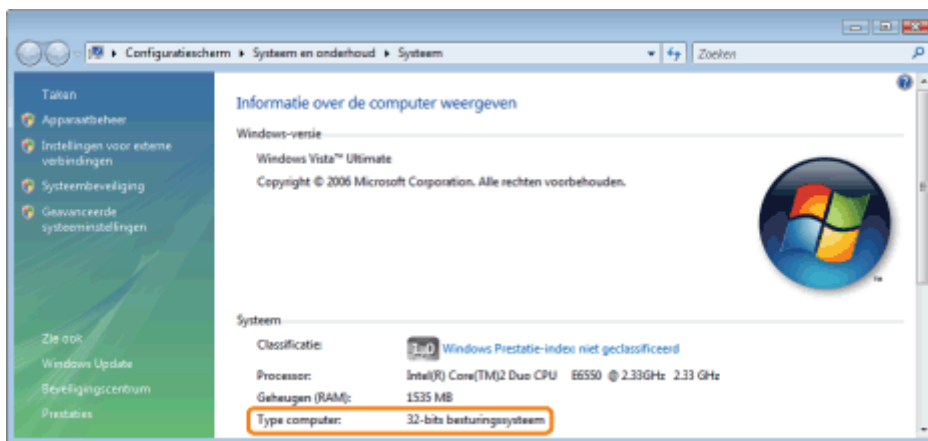 Configuratiescherm ▸ Systeem en onderhoud ▸ Systeem
Zoeken
Taken
Apparaatbeheer
Instellingen voor externe
verbindingen
Systeembeveiliging
Geavanceerde
systeeminstellingen
Zie ook
Windows Update
Beveiligingscentrum
Prestaties
Informatie over de computer weergeven
Windows-versie
Windows Vista™ Ultimate
Copyright © 2006 Microsoft Corporation. Alle rechten voorbehouden.
™
Systeem
Classificatie: 1,0 Windows Prestatie-index niet geclassificeerd
Processor: Intel(R) Core(TM)2 Duo CPU E6550 @ 2.33GHz 2.33 GHz
Geheugen (RAM): 1535 MB
Type computer: 32-bits besturingssysteem